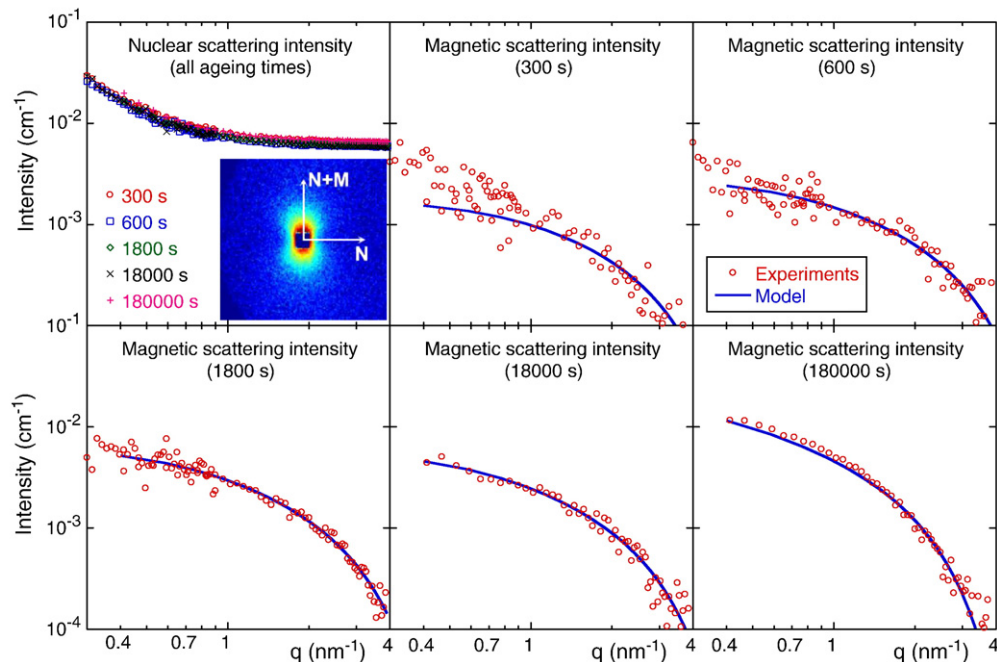 10⁻¹
10⁻²
10⁻³
10⁻¹
Intensity (cm⁻¹)
Nuclear scattering intensity
(all ageing times)
300 s
600 s
1800 s
18000 s
180000 s
N+M
N
Magnetic scattering intensity
(300 s)
Magnetic scattering intensity
(600 s)
Experiments
Model
10⁻²
10⁻³
10⁻⁴
Intensity (cm⁻¹)
Magnetic scattering intensity
(1800 s)
Magnetic scattering intensity
(18000 s)
Magnetic scattering intensity
(180000 s)
0.4 0.7 1 4
q (nm⁻¹)
0.4 0.7 1 4
q (nm⁻¹)
0.4 0.7 1 4
q (nm⁻¹)